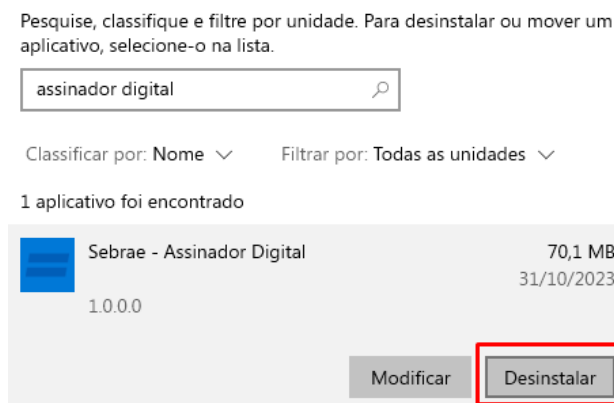 Pesquise, classifique e filtre por unidade. Para desinstalar ou mover um
aplicativo, selecione-o na lista.
assinador digital
Classificar por: Nome Filtrar por: Todas as unidades
1 aplicativo foi encontrado
Sebrae - Assinador Digital 70,1 MB
31/10/2023
1.0.0.0
Modificar Desinstalar